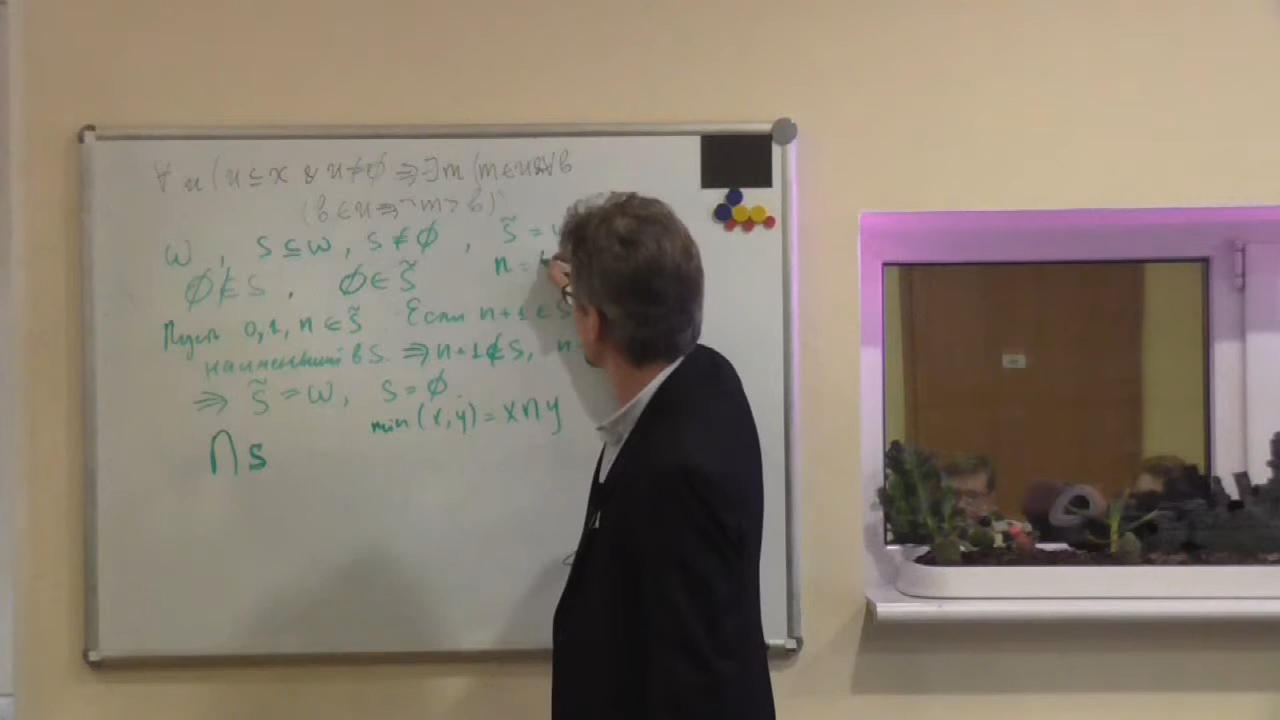 ∀u(u⊆x & u≠∅ ⇒ ∃m(m∈u & ∀b
(b∈u ⇒ ¬m>b)
ω, S⊆ω, S≠∅, S̃ =
n =
∅∉S, ∅∈S̃
Пусть 0,1,n∈S̃ Если n+1∈S
наименьший в S. ⇒ n+1∉S, n
⇒ S̃=ω, S=∅
min(x,y)=x∩y
∩S